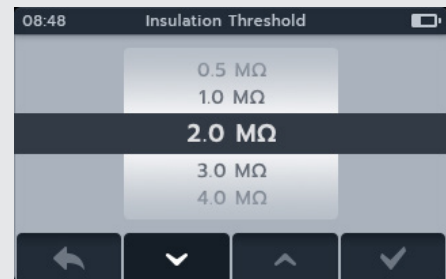 08:48 Insulation Threshold
0.5 MΩ
1.0 MΩ
2.0 MΩ
3.0 MΩ
4.0 MΩ